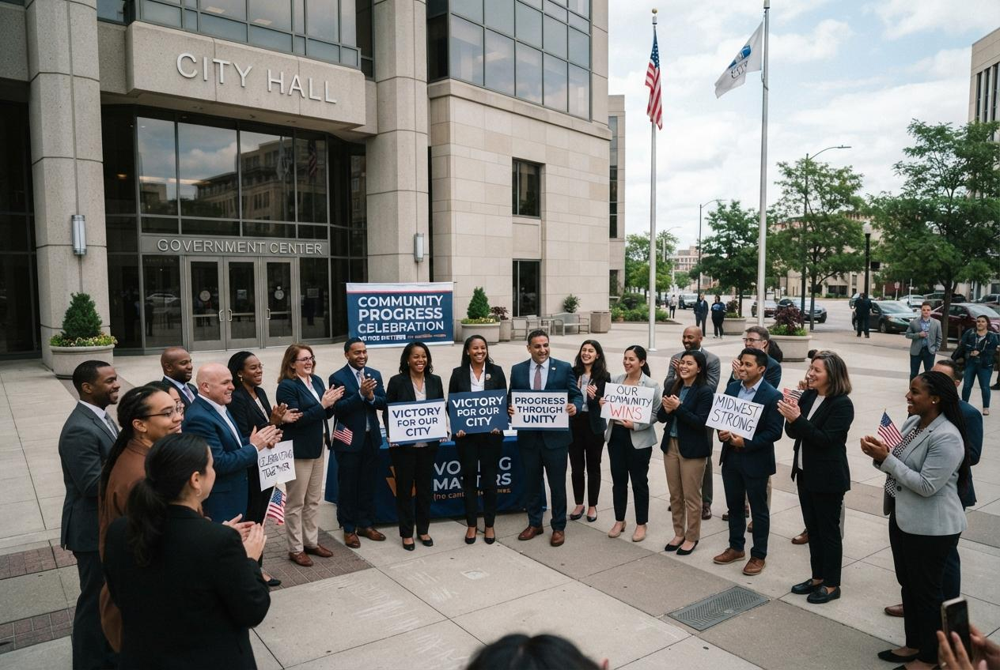 CITY HALL
GOVERNMENT CENTER
COMMUNITY
PROGRESS
CELEBRATION
VICTORY
FOR OUR
CITY
VICTORY
FOR OUR
CITY
PROGRESS
THROUGH
UNITY
OUR
WINS
MIDWEST
STRONG
MATTERS